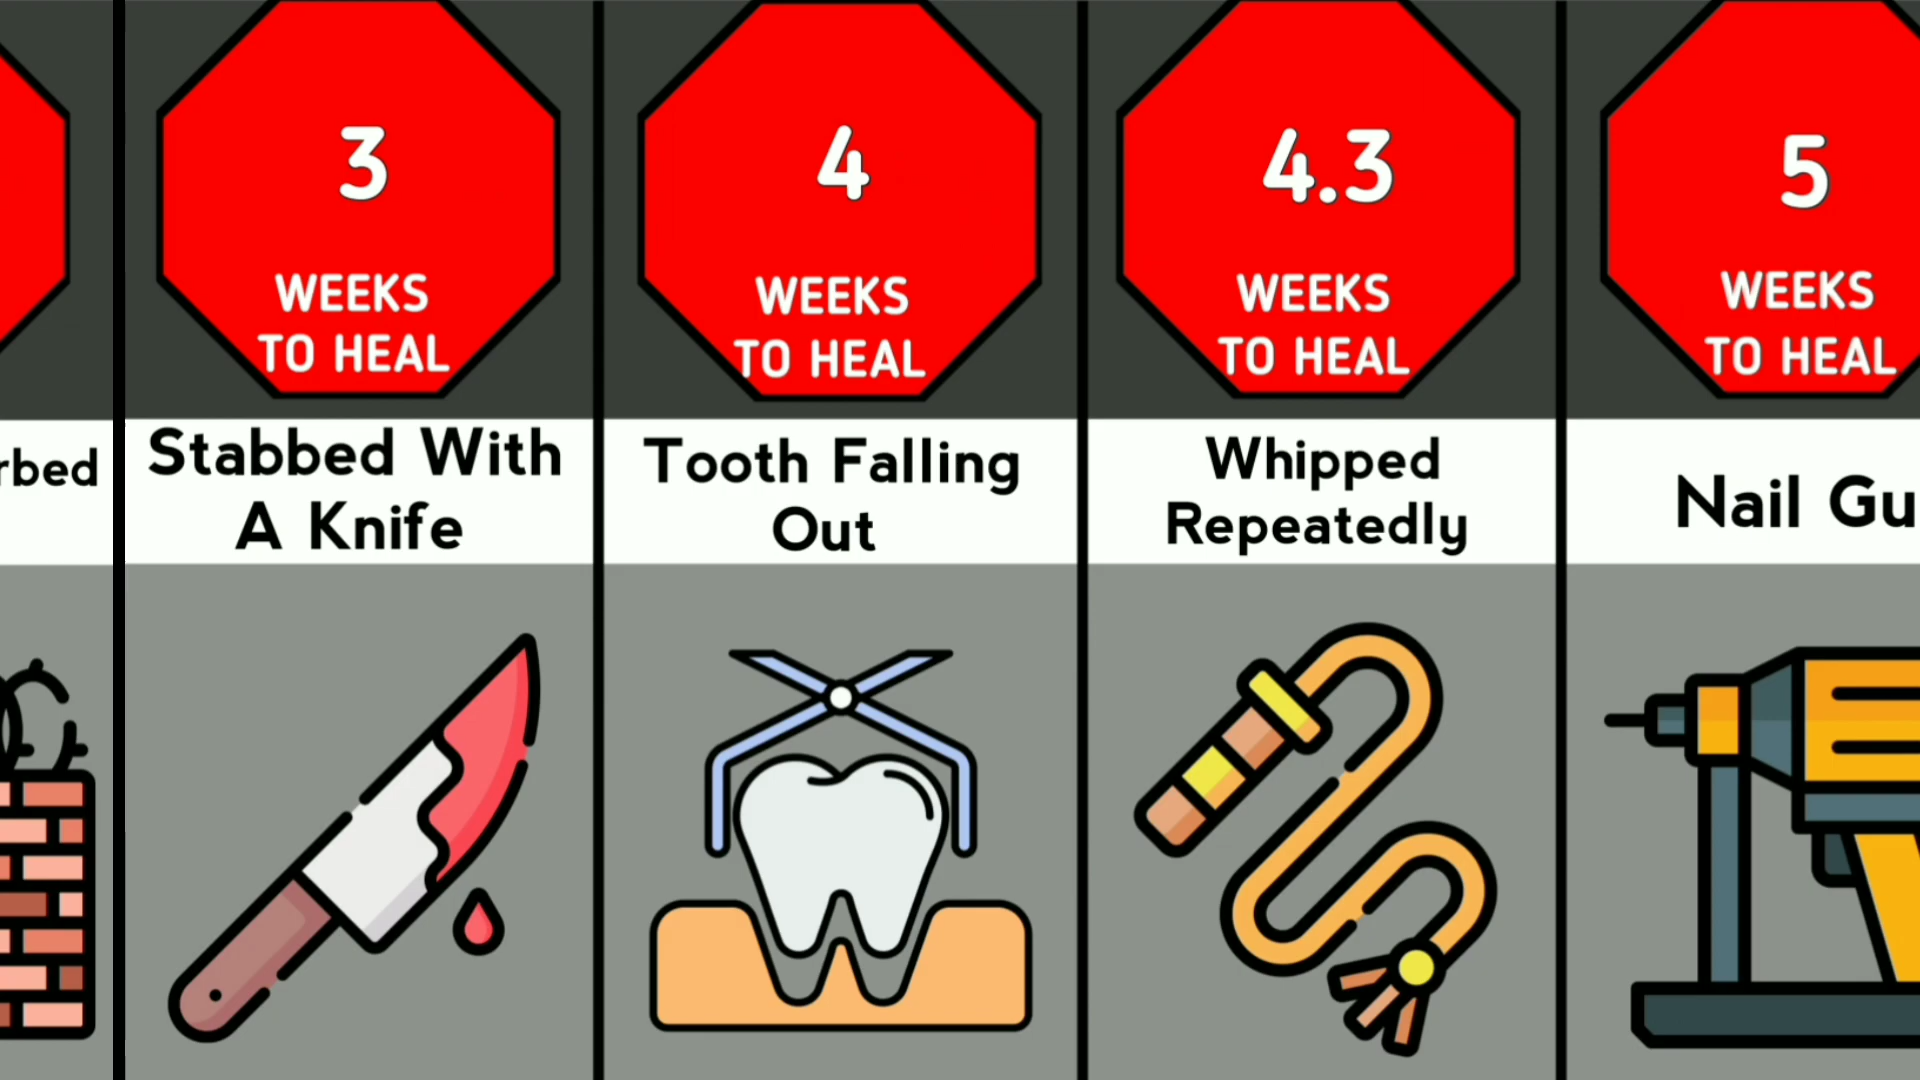 3
WEEKS
TO HEAL
Stabbed With
A Knife
4
WEEKS
TO HEAL
Tooth Falling
Out
4.3
WEEKS
TO HEAL
Whipped
Repeatedly
5
WEEKS
TO HEAL
Nail Gu
rbed